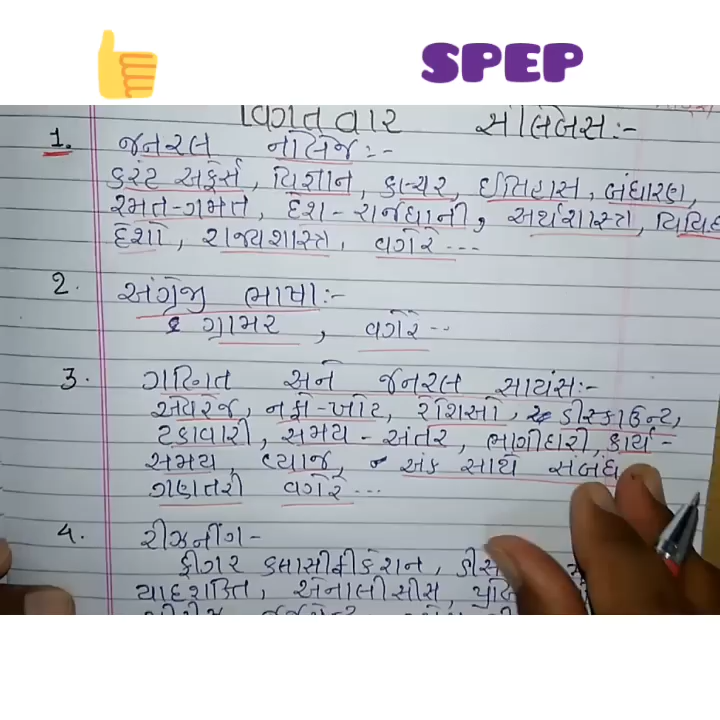 SPEP
વિગતવાર સીલેબસ:-
1. જનરલ નોલેજ:-
કરંટ અફેર્સ, વિજ્ઞાન, કલ્ચર, ઈતિહાસ, બંધારણ,
રમત-ગમત, દેશ-રાજધાની, અર્થશાસ્ત્ર, વિવિધ
દેશો, રાજ્યશાસ્ત્ર, વગેરે...
2. અંગ્રેજી ભાષા:-
ગ્રામર, વગેરે..
3. ગણિત અને જનરલ સાયંસ:-
એવરેજ, નફો-ખોટ, રેશિઓ, ડીસ્કાઉન્ટ,
ટકાવારી, સમય-અંતર, ભાગીદારી, કાર્ય-
સમય, વ્યાજ, અંક સાથે સંબંધ
ગણતરી વગેરે...
4. રીઝનીંગ-
ફીગર કલાસીફીકેશન,
યાદશક્તિ, એનાલીસીસ,